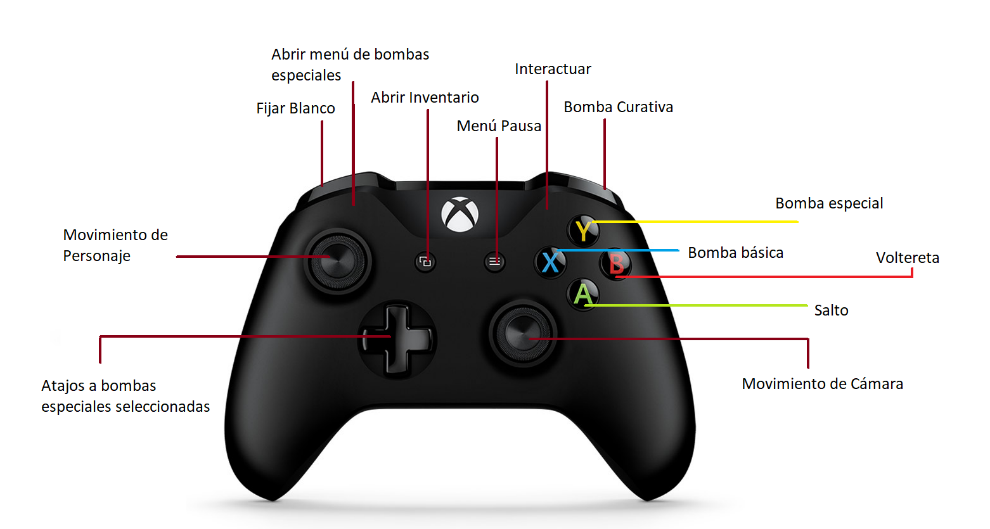 Abrir menú de bombas
especiales
Interactuar
Fijar Blanco
Abrir Inventario
Bomba Curativa
Menú Pausa
Bomba especial
Y
Movimiento de
Personaje
X
Bomba básica
B
Voltereta
A
Salto
Atajos a bombas
especiales seleccionadas
Movimiento de Cámara